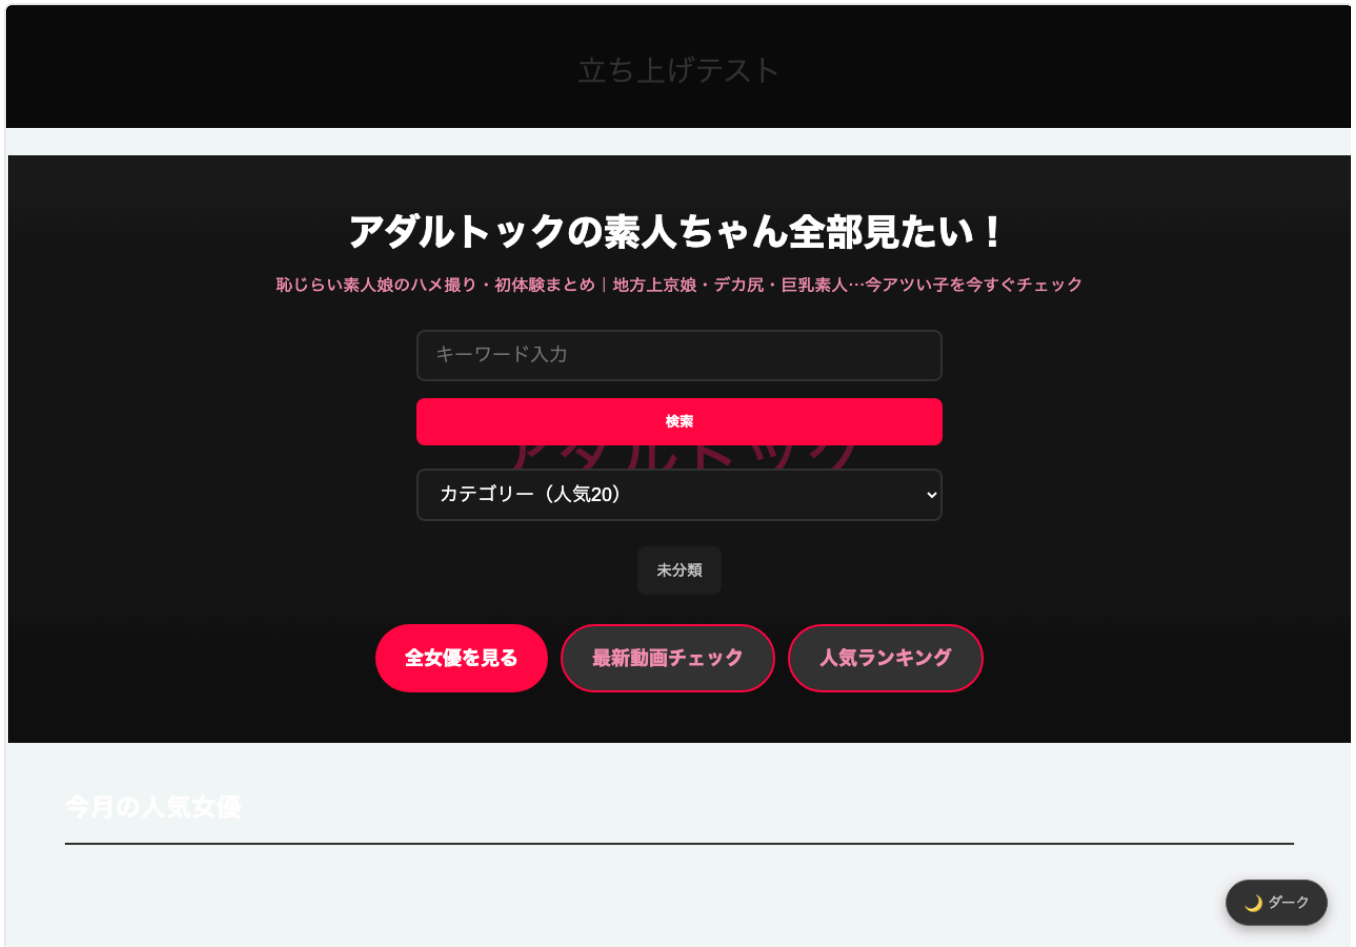 立ち上げテスト
アダルトックの素人ちゃん全部見たい！
恥じらい素人娘のハメ撮り・初体験まとめ｜地方上京娘・デカ尻・巨乳素人…今アツい子を今すぐチェック
キーワード入力
検索
アダルトック
カテゴリー（人気20）
未分類
全女優を見る
最新動画チェック
人気ランキング
今月の人気女優
🌙 ダーク